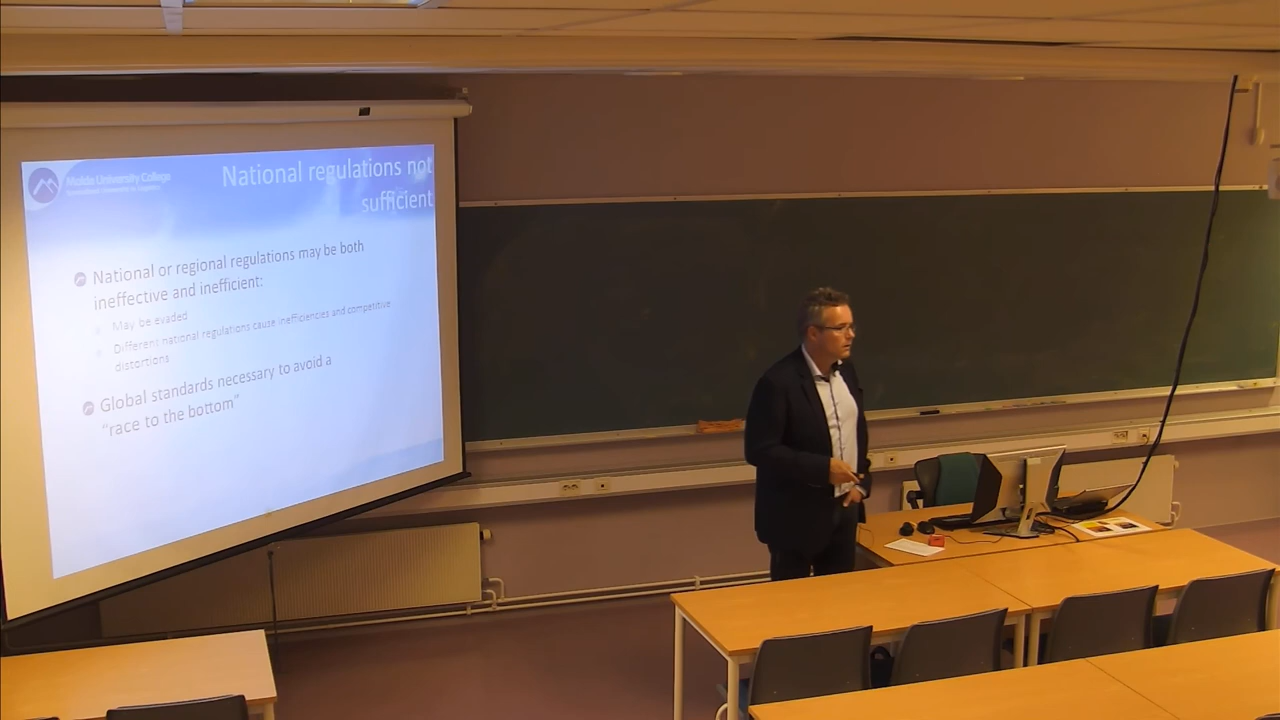 Molde University College
National regulations not
sufficient
National or regional regulations may be both
ineffective and inefficient:
May be evaded
Different national regulations cause inefficiencies and competitive
distortions
Global standards necessary to avoid a
“race to the bottom”